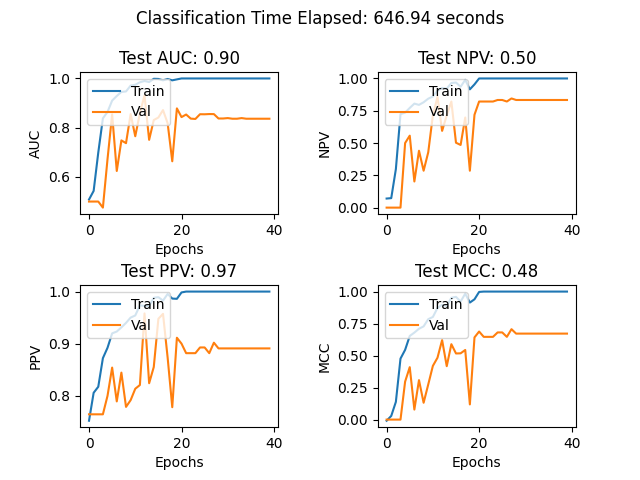 Classification Time Elapsed: 646.94 seconds
Test AUC: 0.90
Test NPV: 0.50
1.0
0.8
0.6
AUC
Train
Val
0
20
40
Epochs
1.00
0.75
0.50
0.25
0.00
NPV
Train
Val
0
20
40
Epochs
Test PPV: 0.97
Test MCC: 0.48
1.0
0.9
0.8
PPV
Train
Val
0
20
40
Epochs
1.00
0.75
0.50
0.25
0.00
MCC
Train
Val
0
20
40
Epochs